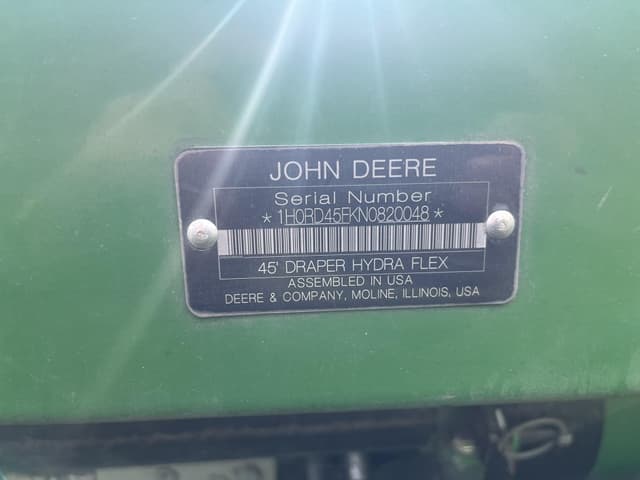 JOHN DEERE
Serial Number
*1H0RD45FKN0820048*
45' DRAPER HYDRA FLEX
ASSEMBLED IN USA
DEERE & COMPANY, MOLINE, ILLINOIS, USA